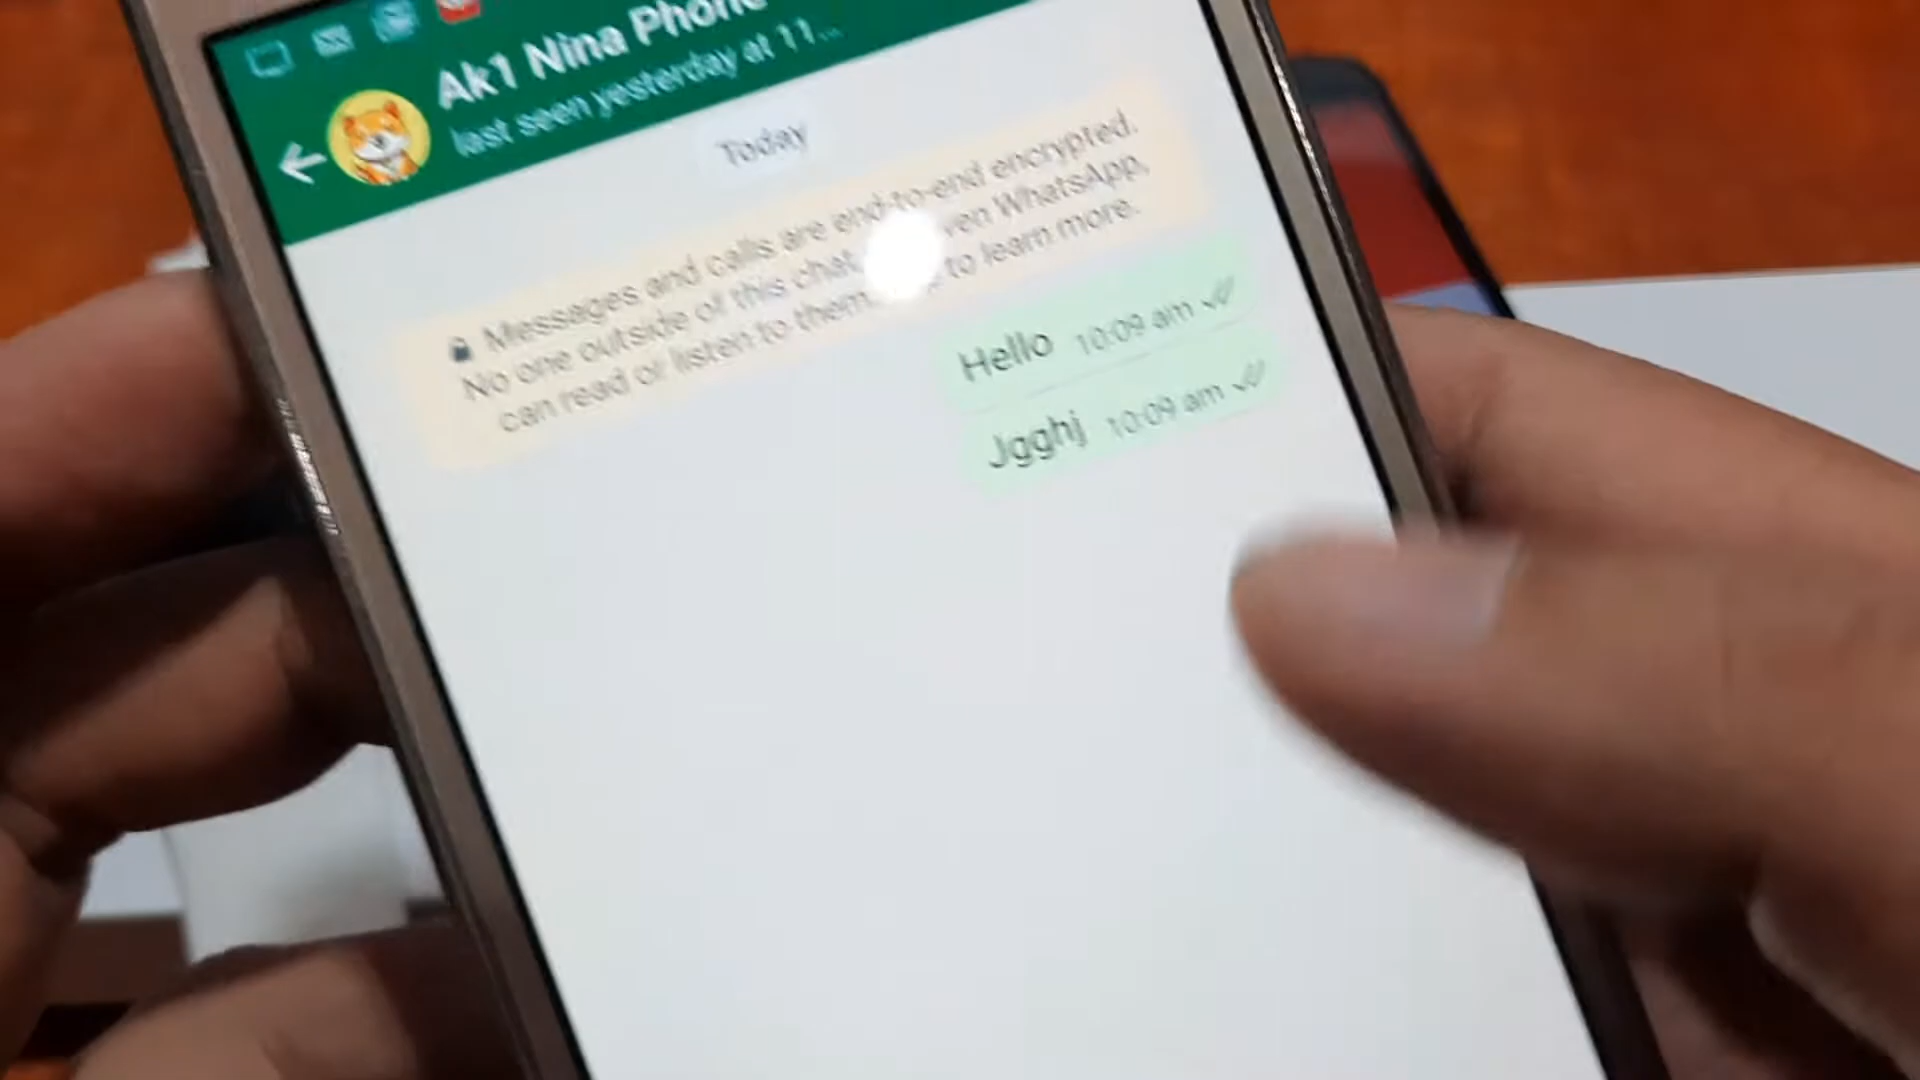 Ak1 Nina Phone
last seen yesterday at 11...
Today
Messages and calls are end-to-end encrypted.
No one outside of this chat, ven WhatsApp,
can read or listen to them. to learn more.
Hello 10:09 am
Jgghj 10:09 am